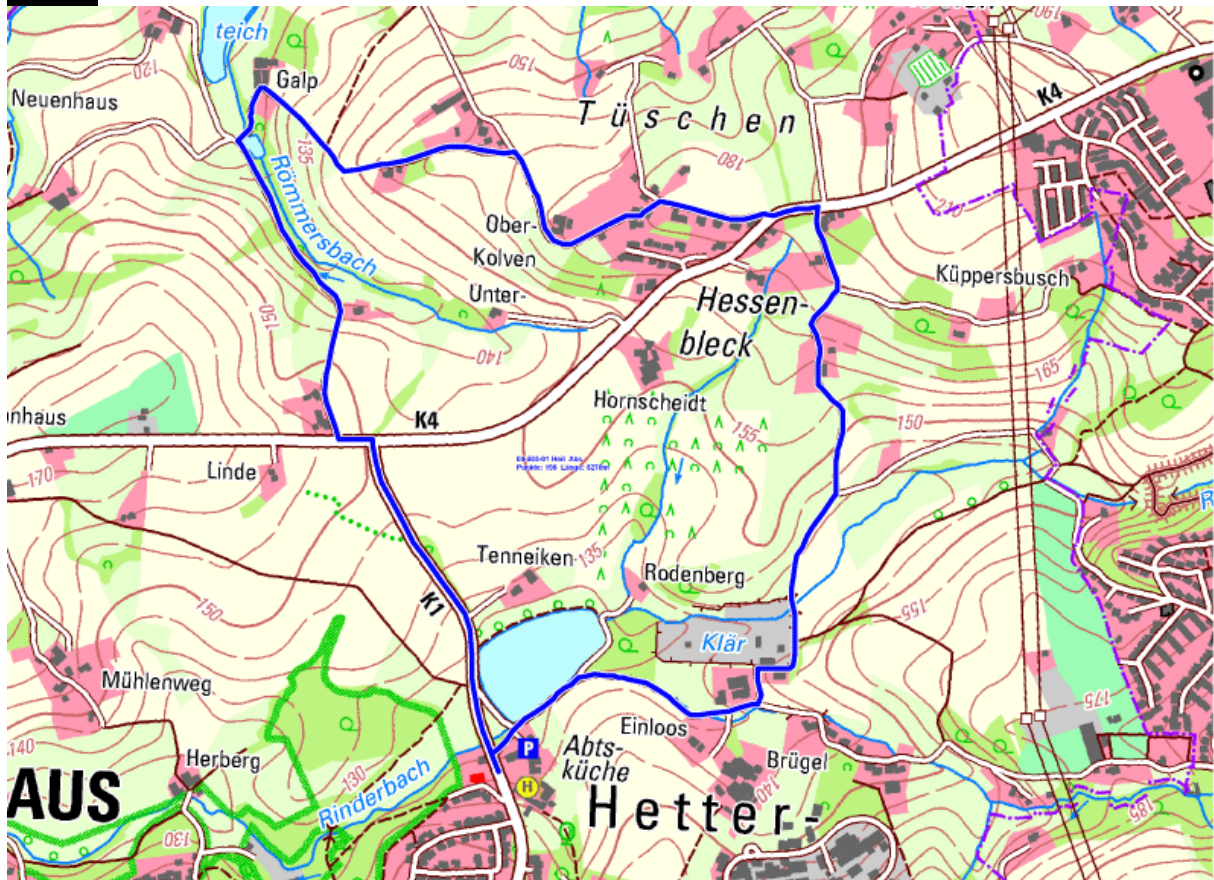 teich
Galp
120
Neuenhaus
150
Tüschen
K4
190
135
Römmersbach
180
210
Ober-
Kolven
Unter-
Küppersbusch
Hessen-
bleck
150
140
165
Hornscheidt
nhaus
K4
155
150
Linde
170
Tenneiken
135
Rodenberg
K1
150
155
Klär
Mühlenweg
175
140
Einloos
Abts-
küche
Brügel
Herberg
P
130
H
140
AUS
Rinderbach
Hetter-
130
185